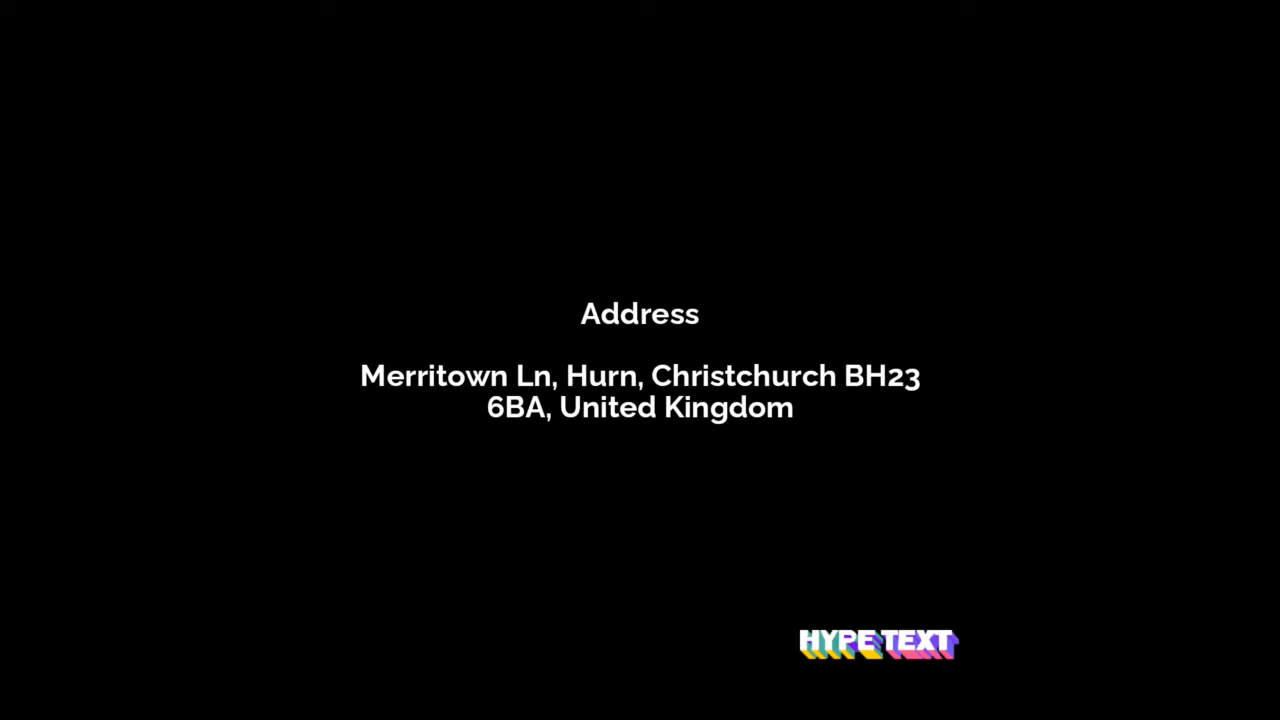 Address
Merritown Ln, Hurn, Christchurch BH23
6BA, United Kingdom
HYPE TEXT